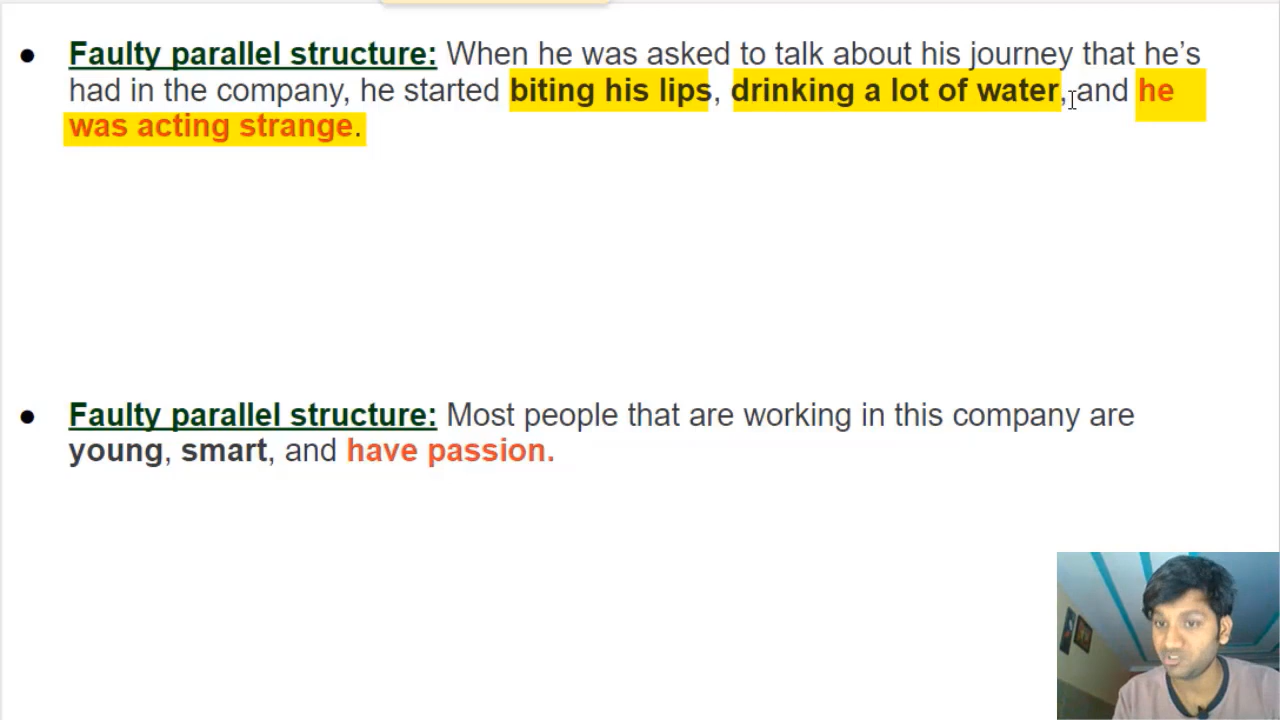 ● Faulty parallel structure: When he was asked to talk about his journey that he’s
had in the company, he started biting his lips, drinking a lot of water, and he
was acting strange.
● Faulty parallel structure: Most people that are working in this company are
young, smart, and have passion.